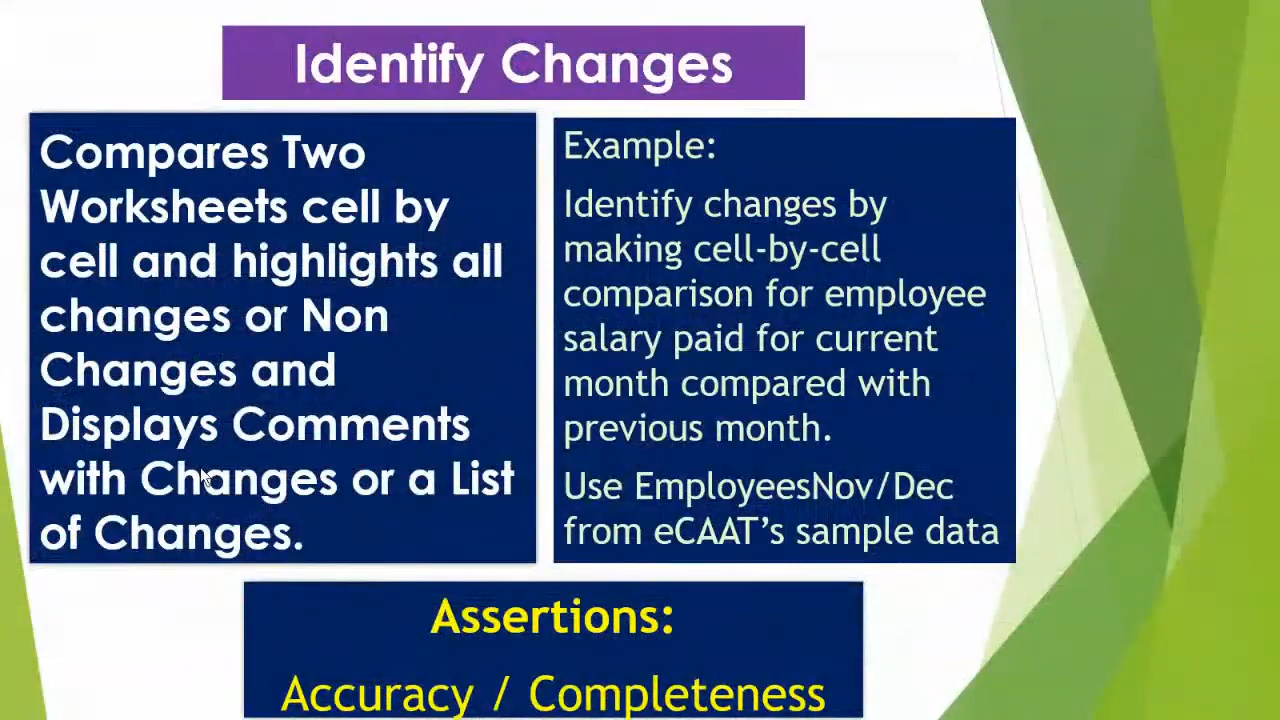 Identify Changes
Compares Two
Worksheets cell by
cell and highlights all
changes or Non
Changes and
Displays Comments
with Changes or a List
of Changes.
Example:
Identify changes by
making cell-by-cell
comparison for employee
salary paid for current
month compared with
previous month.
Use EmployeesNov/Dec
from eCAAT’s sample data
Assertions:
Accuracy / Completeness